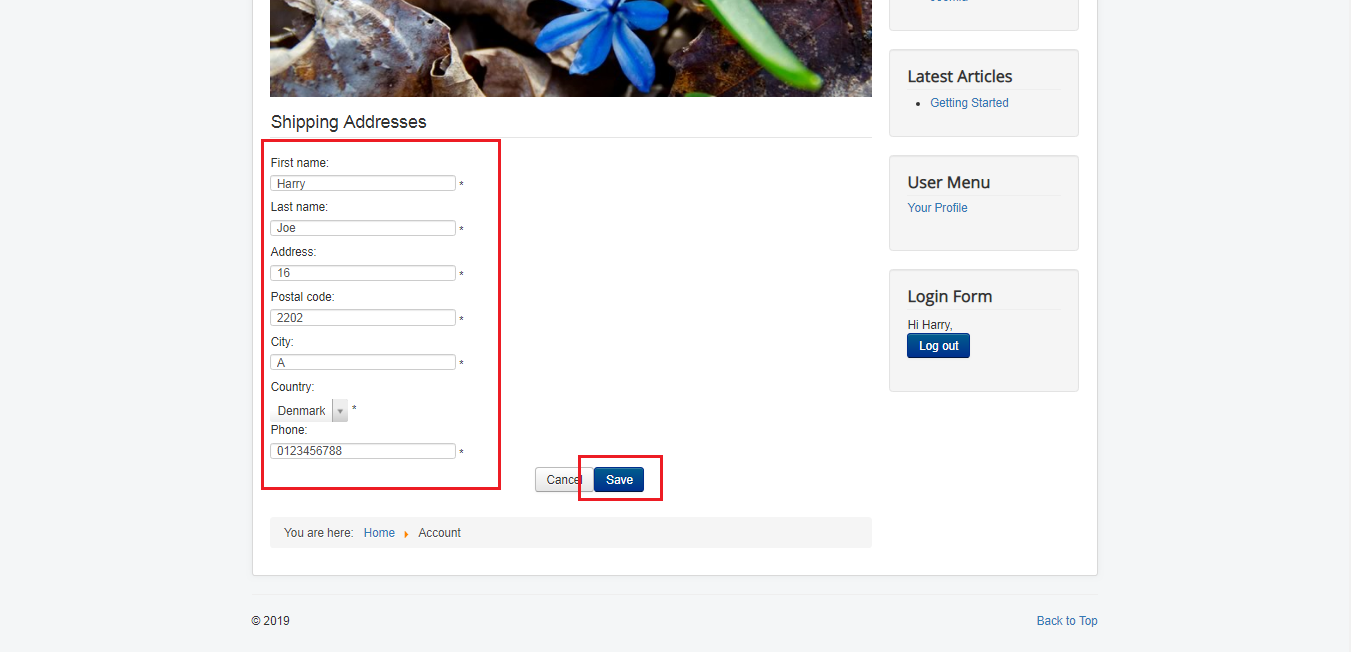 Shipping Addresses
First name:
Harry *
Last name:
Joe *
Address:
16 *
Postal code:
2202 *
City:
A *
Country:
Denmark *
Phone:
0123456788 *
Cancel Save
You are here: Home Account
Latest Articles
Getting Started
User Menu
Your Profile
Login Form
Hi Harry,
Log out
© 2019
Back to Top